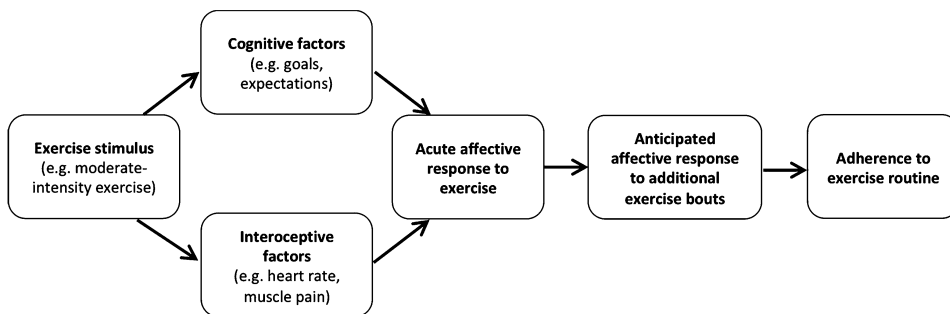 Cognitive factors
(e.g. goals,
expectations)
Exercise stimulus
(e.g. moderate-
intensity exercise)
Interoceptive
factors
(e.g. heart rate,
muscle pain)
Acute affective
response to
exercise
Anticipated
affective response
to additional
exercise bouts
Adherence to
exercise routine